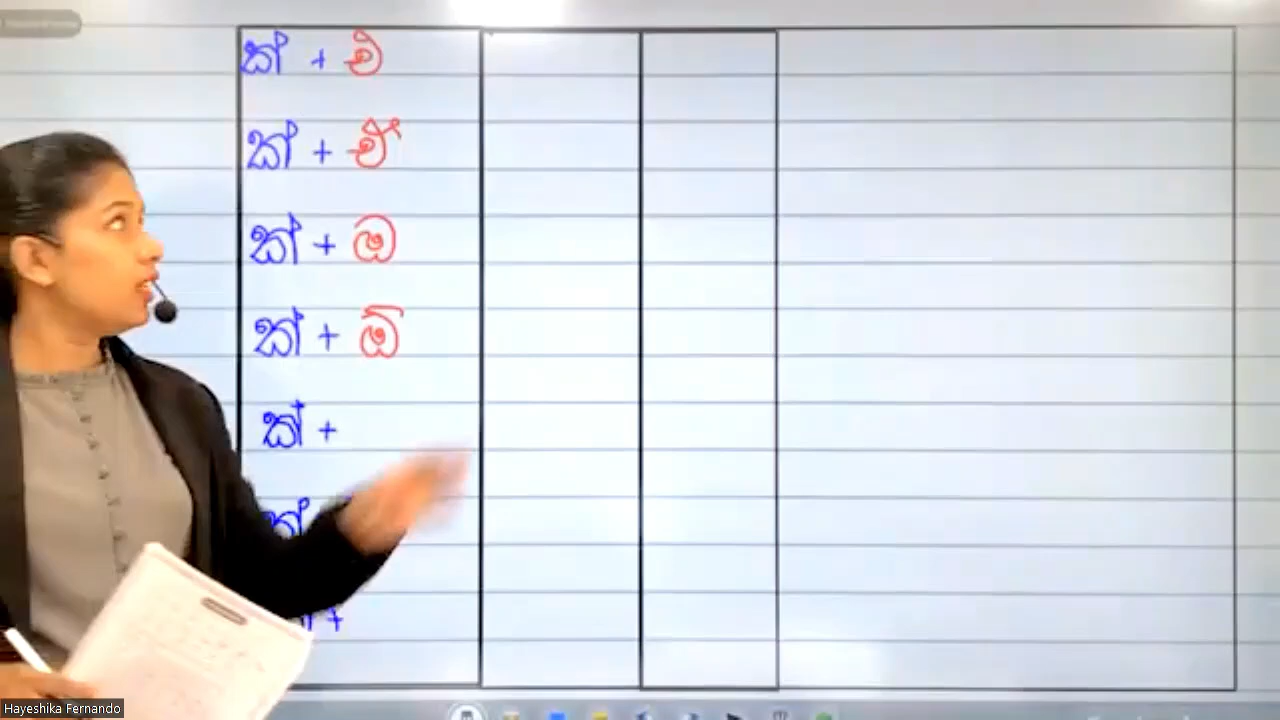 ක් + එ
ක් + ඒ
ක් + ඔ
ක් + ඕ
ක් +
ක්
+
Hayeshika Fernando